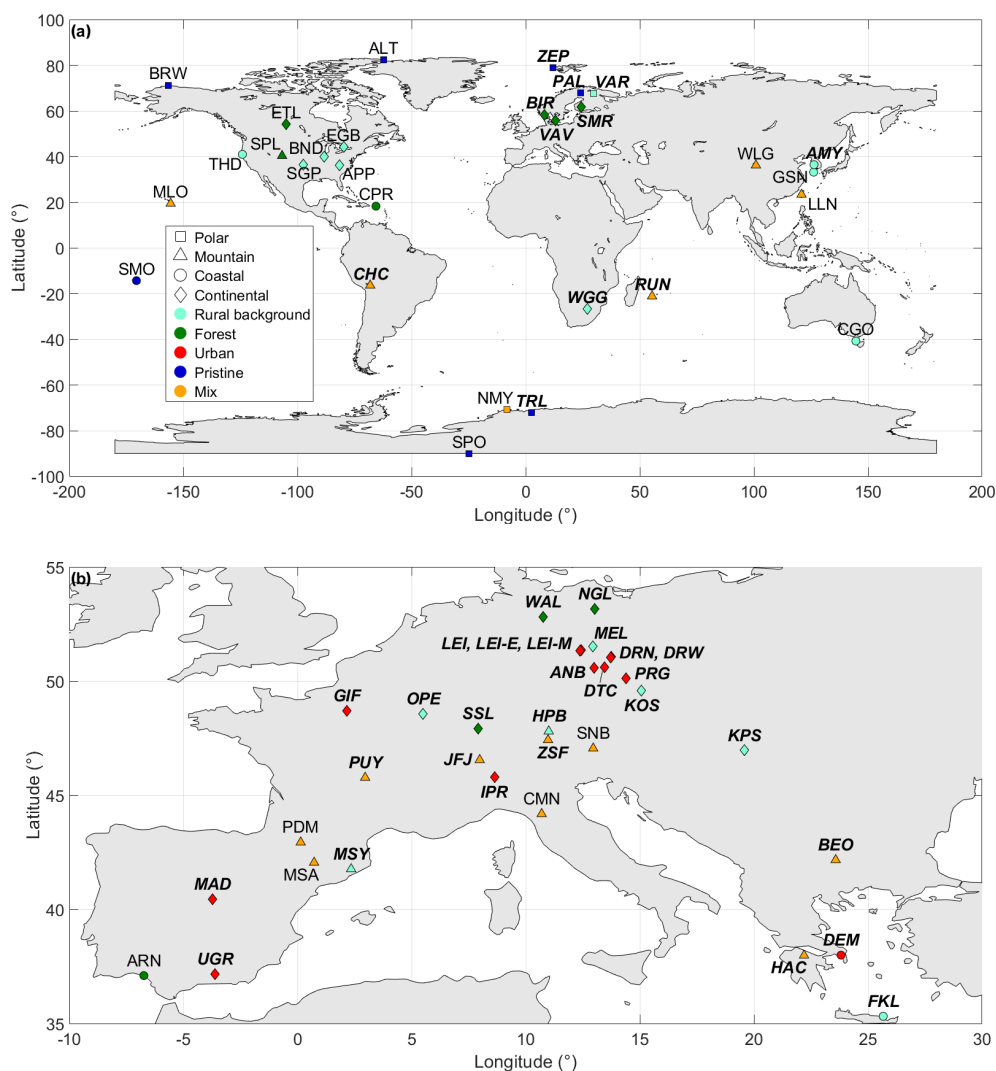 (a)
ALT
ZEP
BRW
PAL VAR
ETL
BIR
SMR
VAV
SPL
BND
EGB
THD
SGP
APP
WLG
AMY
GSN
MLO
CPR
LLN
SMO
CHC
WGG
RUN
CGO
NMY
TRL
SPO
Polar
Mountain
Coastal
Continental
Rural background
Forest
Urban
Pristine
Mix
100
80
60
40
20
0
-20
-40
-60
-80
-100
Latitude (°)
-200 -150 -100 -50 0 50 100 150 200
Longitude (°)
(b)
WAL
NGL
LEI, LEI-E, LEI-M
MEL
DRN, DRW
ANB
DTC
PRG
KOS
GIF
OPE
SSL
HPB
SNB
ZSF
KPS
PUY
JFJ
IPR
CMN
PDM
MSA
MSY
BEO
MAD
ARN
UGR
DEM
HAC
FKL
55
50
45
40
35
Latitude (°)
-10 -5 0 5 10 15 20 25 30
Longitude (°)